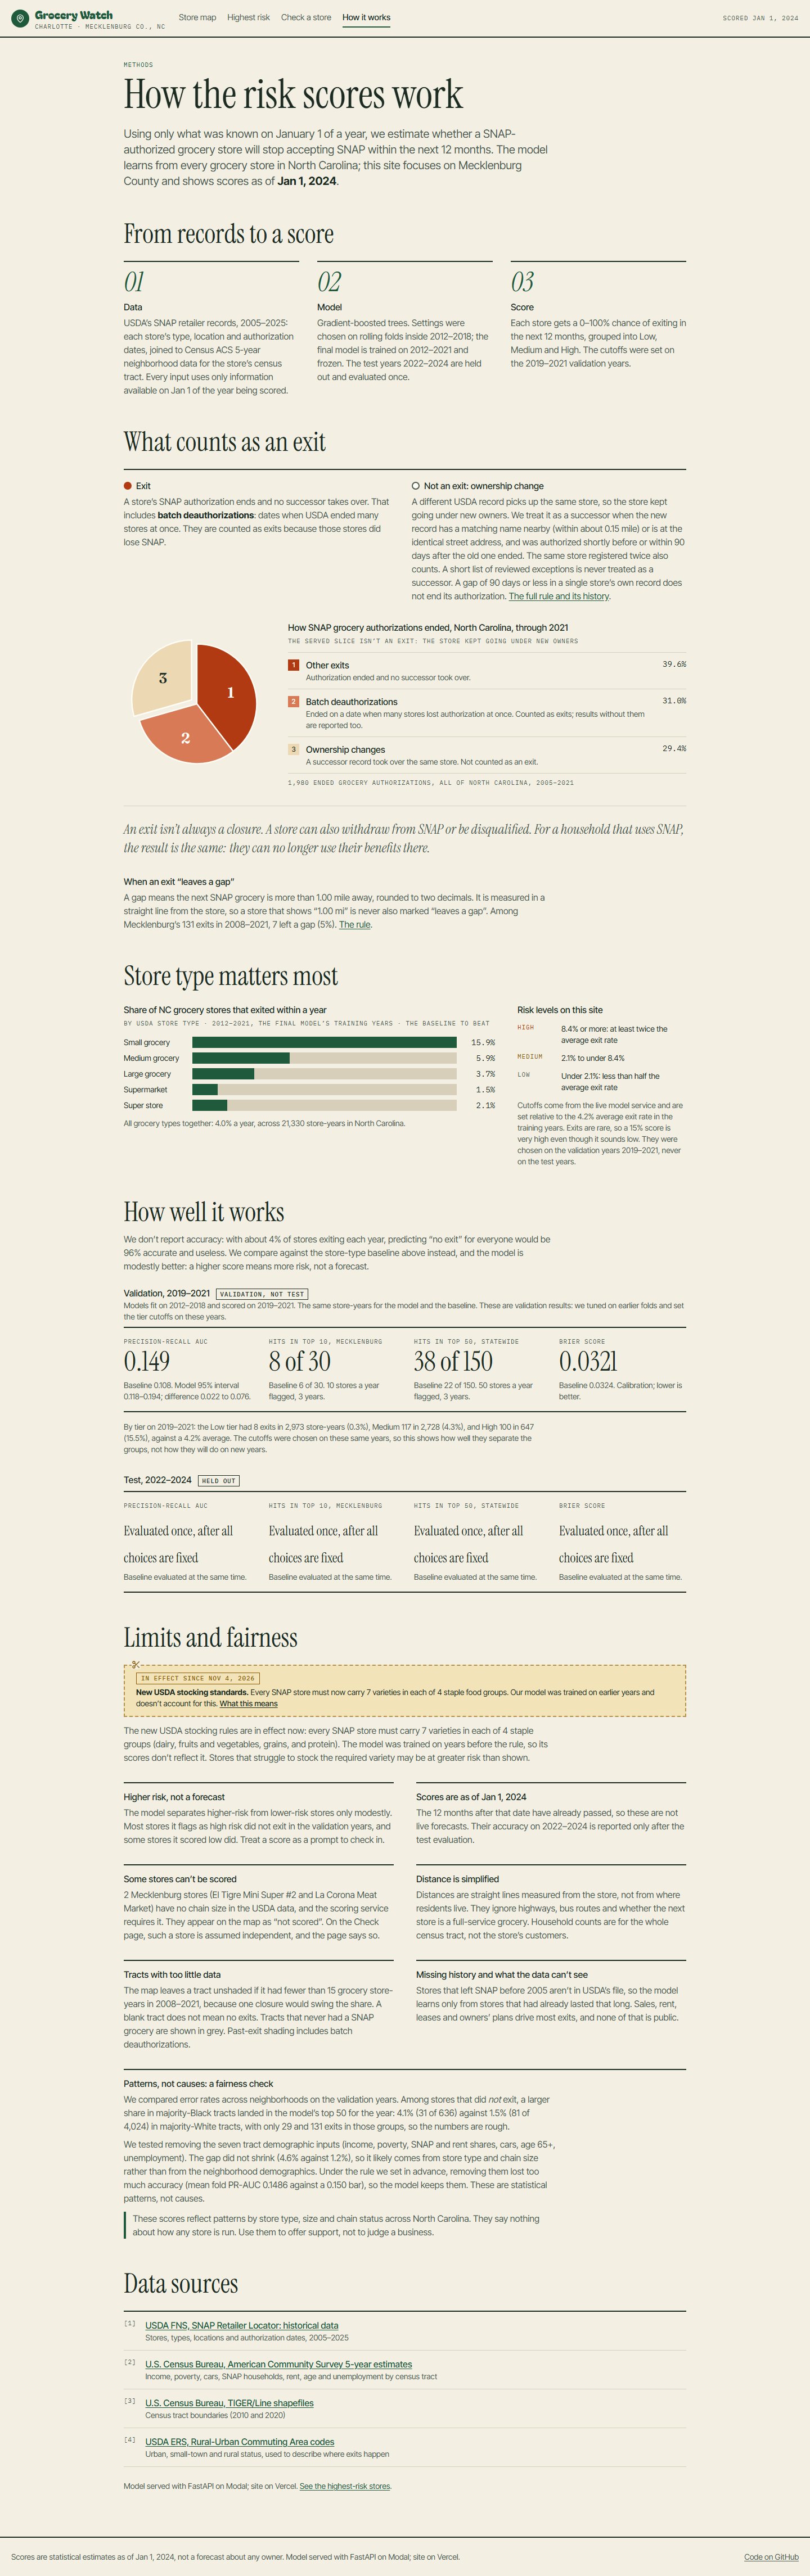 Grocery Watch
CHARLOTTE · MECKLENBURG CO., NC
Store map
Highest risk
Check a store
How it works
SCORED JAN 1, 2024
METHODS
How the risk scores work
Using only what was known on January 1 of a year, we estimate whether a SNAP-
authorized grocery store will stop accepting SNAP within the next 12 months. The model
learns from every grocery store in North Carolina; this site focuses on Mecklenburg
County and shows scores as of Jan 1, 2024.
From records to a score
01
Data
USDA's SNAP retailer records, 2005–2025:
each store's type, location and authorization
dates, joined to Census ACS 5-year
neighborhood data for the store's census
tract. Every input uses only information
available on Jan 1 of the year being scored.
02
Model
Gradient-boosted trees. Settings were
chosen on rolling folds inside 2012–2018; the
final model is trained on 2012–2021 and
frozen. The test years 2022–2024 are held
out and evaluated once.
03
Score
Each store gets a 0–100% chance of exiting in
the next 12 months, grouped into Low,
Medium and High. The cutoffs were set on
the 2019–2021 validation years.
What counts as an exit
Exit
A store's SNAP authorization ends and no successor takes over. That
includes batch deauthorizations: dates when USDA ended many
stores at once. They are counted as exits because those stores did
lose SNAP.
Not an exit: ownership change
A different USDA record picks up the same store, so the store kept
going under new owners. We treat it as a successor when the new
record has a matching name nearby (within about 0.15 mile) or is at the
identical street address, and was authorized shortly before or within 90
days after the old one ended. The same store registered twice also
counts. A short list of reviewed exceptions is never treated as a
successor. A gap of 90 days or less in a single store's own record does
not end its authorization. The full rule and its history.
1
2
3
How SNAP grocery authorizations ended, North Carolina, through 2021
THE SERVED SLICE ISN'T AN EXIT: THE STORE KEPT GOING UNDER NEW OWNERS
1
Other exits
39.6%
Authorization ended and no successor took over.
2
Batch deauthorizations
31.0%
Ended on a date when many stores lost authorization at once. Counted as exits; results without them
are reported too.
3
Ownership changes
29.4%
A successor record took over the same store. Not counted as an exit.
1,980 ENDED GROCERY AUTHORIZATIONS, ALL OF NORTH CAROLINA, 2005–2021
An exit isn't always a closure. A store can also withdraw from SNAP or be disqualified. For a household that uses SNAP,
the result is the same: they can no longer use their benefits there.
When an exit “leaves a gap”
A gap means the next SNAP grocery is more than 1.00 mile away, rounded to two decimals. It is measured in a
straight line from the store, so a store that shows “1.00 mi” is never also marked “leaves a gap”. Among
Mecklenburg's 131 exits in 2008–2021, 7 left a gap (5%). The rule.
Store type matters most
Share of NC grocery stores that exited within a year
BY USDA STORE TYPE · 2012–2021, THE FINAL MODEL'S TRAINING YEARS · THE BASELINE TO BEAT
Small grocery
15.9%
Medium grocery
5.9%
Large grocery
3.7%
Supermarket
1.5%
Super store
2.1%
All grocery types together: 4.0% a year, across 21,330 store-years in North Carolina.
Risk levels on this site
HIGH
8.4% or more: at least twice the
average exit rate
MEDIUM
2.1% to under 8.4%
LOW
Under 2.1%: less than half the
average exit rate
Cutoffs come from the live model service and are
set relative to the 4.2% average exit rate in the
training years. Exits are rare, so a 15% score is
very high even though it sounds low. They were
chosen on the validation years 2019–2021, never
on the test years.
How well it works
We don't report accuracy: with about 4% of stores exiting each year, predicting “no exit” for everyone would be
96% accurate and useless. We compare against the store-type baseline above instead, and the model is
modestly better: a higher score means more risk, not a forecast.
Validation, 2019–2021
VALIDATION, NOT TEST
Models fit on 2012–2018 and scored on 2019–2021. The same store-years for the model and the baseline. These are validation results: we tuned on earlier folds and set
the tier cutoffs on these years.
PRECISION-RECALL AUC
0.149
Baseline 0.108. Model 95% interval
0.118–0.194; difference 0.022 to 0.076.
HITS IN TOP 10, MECKLENBURG
8 of 30
Baseline 6 of 30. 10 stores a year
flagged, 3 years.
HITS IN TOP 50, STATEWIDE
38 of 150
Baseline 22 of 150. 50 stores a year
flagged, 3 years.
BRIER SCORE
0.0321
Baseline 0.0324. Calibration; lower is
better.
By tier on 2019–2021: the Low tier had 8 exits in 2,973 store-years (0.3%), Medium 117 in 2,728 (4.3%), and High 100 in 647
(15.5%), against a 4.2% average. The cutoffs were chosen on these same years, so this shows how well they separate the
groups, not how they will do on new years.
Test, 2022–2024
HELD OUT
PRECISION-RECALL AUC
Evaluated once, after all
choices are fixed
Baseline evaluated at the same time.
HITS IN TOP 10, MECKLENBURG
Evaluated once, after all
choices are fixed
Baseline evaluated at the same time.
HITS IN TOP 50, STATEWIDE
Evaluated once, after all
choices are fixed
Baseline evaluated at the same time.
BRIER SCORE
Evaluated once, after all
choices are fixed
Baseline evaluated at the same time.
Limits and fairness
IN EFFECT SINCE NOV 4, 2026
New USDA stocking standards. Every SNAP store must now carry 7 varieties in each of 4 staple food groups. Our model was trained on earlier years and
doesn't account for this. What this means
The new USDA stocking rules are in effect now: every SNAP store must carry 7 varieties in each of 4 staple
groups (dairy, fruits and vegetables, grains, and protein). The model was trained on years before the rule, so its
scores don't reflect it. Stores that struggle to stock the required variety may be at greater risk than shown.
Higher risk, not a forecast
The model separates higher-risk from lower-risk stores only modestly.
Most stores it flags as high risk did not exit in the validation years, and
some stores it scored low did. Treat a score as a prompt to check in.
Scores are as of Jan 1, 2024
The 12 months after that date have already passed, so these are not
live forecasts. Their accuracy on 2022–2024 is reported only after the
test evaluation.
Some stores can't be scored
2 Mecklenburg stores (El Tigre Mini Super #2 and La Corona Meat
Market) have no chain size in the USDA data, and the scoring service
requires it. They appear on the map as “not scored”. On the Check
page, such a store is assumed independent, and the page says so.
Distance is simplified
Distances are straight lines measured from the store, not from where
residents live. They ignore highways, bus routes and whether the next
store is a full-service grocery. Household counts are for the whole
census tract, not the store's customers.
Tracts with too little data
The map leaves a tract unshaded if it had fewer than 15 grocery store-
years in 2008–2021, because one closure would swing the share. A
blank tract does not mean no exits. Tracts that never had a SNAP
grocery are shown in grey. Past-exit shading includes batch
deauthorizations.
Missing history and what the data can't see
Stores that left SNAP before 2005 aren't in USDA's file, so the model
learns only from stores that had already lasted that long. Sales, rent,
leases and owners' plans drive most exits, and none of that is public.
Patterns, not causes: a fairness check
We compared error rates across neighborhoods on the validation years. Among stores that did not exit, a larger
share in majority-Black tracts landed in the model's top 50 for the year: 4.1% (31 of 636) against 1.5% (81 of
4,024) in majority-White tracts, with only 29 and 131 exits in those groups, so the numbers are rough.
We tested removing the seven tract demographic inputs (income, poverty, SNAP and rent shares, cars, age 65+,
unemployment). The gap did not shrink (4.6% against 1.2%), so it likely comes from store type and chain size
rather than from the neighborhood demographics. Under the rule we set in advance, removing them lost too
much accuracy (mean fold PR-AUC 0.1486 against a 0.150 bar), so the model keeps them. These are statistical
patterns, not causes.
These scores reflect patterns by store type, size and chain status across North Carolina. They say nothing
about how any store is run. Use them to offer support, not to judge a business.
Data sources
[1]
USDA FNS, SNAP Retailer Locator: historical data
Stores, types, locations and authorization dates, 2005–2025
[2]
U.S. Census Bureau, American Community Survey 5-year estimates
Income, poverty, cars, SNAP households, rent, age and unemployment by census tract
[3]
U.S. Census Bureau, TIGER/Line shapefiles
Census tract boundaries (2010 and 2020)
[4]
USDA ERS, Rural-Urban Commuting Area codes
Urban, small-town and rural status, used to describe where exits happen
Model served with FastAPI on Modal; site on Vercel. See the highest-risk stores.
Scores are statistical estimates as of Jan 1, 2024, not a forecast about any owner. Model served with FastAPI on Modal; site on Vercel.
Code on GitHub